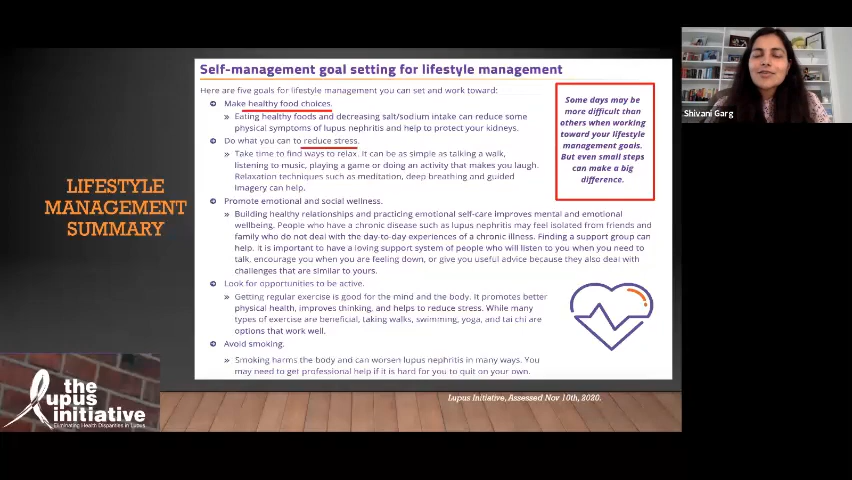 Self-management goal setting for lifestyle management
Here are five goals for lifestyle management you can set and work toward:
Make healthy food choices.
» Eating healthy foods and decreasing salt/sodium intake can reduce some
physical symptoms of lupus nephritis and help to protect your kidneys.
Do what you can to reduce stress.
» Take time to find ways to relax. It can be as simple as talking a walk,
listening to music, playing a game or doing an activity that makes you laugh.
Relaxation techniques such as meditation, deep breathing and guided
imagery can help.
Promote emotional and social wellness.
» Building healthy relationships and practicing emotional self-care improves mental and emotional
wellbeing. People who have a chronic disease such as lupus nephritis may feel isolated from friends and
family who do not deal with the day-to-day experiences of a chronic illness. Finding a support group can
help. It is important to have a loving support system of people who will listen to you when you need to
talk, encourage you when you are feeling down, or give you useful advice because they also deal with
challenges that are similar to yours.
Look for opportunities to be active.
» Getting regular exercise is good for the mind and the body. It promotes better
physical health, improves thinking, and helps to reduce stress. While many
types of exercise are beneficial, taking walks, swimming, yoga, and tai chi are
options that work well.
Avoid smoking.
» Smoking harms the body and can worsen lupus nephritis in many ways. You
may need to get professional help if it is hard for you to quit on your own.
Some days may be
more difficult than
others when working
toward your lifestyle
management goals.
But even small steps
can make a big
difference.
LIFESTYLE
MANAGEMENT
SUMMARY
the
lupus
initiative
Eliminating Health Disparities in Lupus
Lupus Initiative, Assessed Nov 10th, 2020.
Shivani Garg